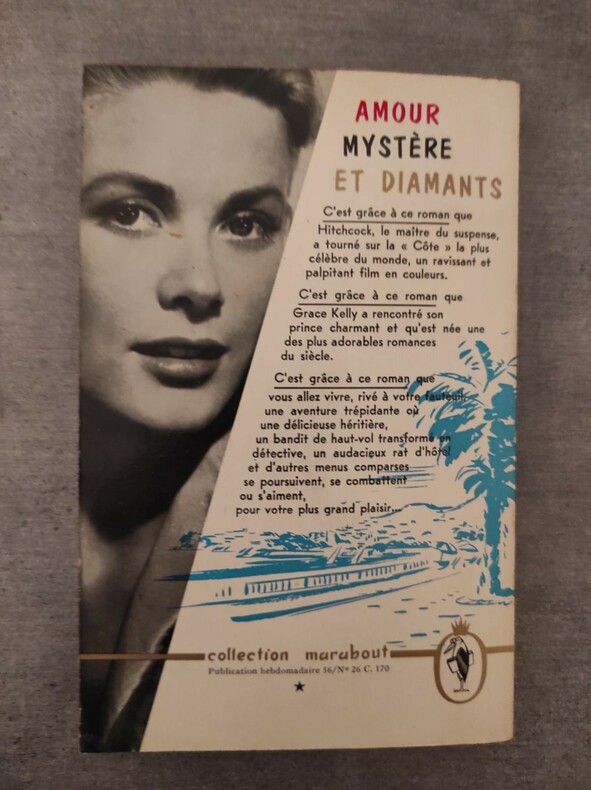 AMOUR
MYSTÈRE
ET DIAMANTS
C'est grâce à ce roman que
Hitchcock, le maître du suspense,
a tourné sur la « Côte » la plus
célèbre du monde, un ravissant et
palpitant film en couleurs.
C'est grâce à ce roman que
Grace Kelly a rencontré son
prince charmant et qu'est née une
des plus adorables romances
du siècle.
C'est grâce à ce roman que
vous allez vivre, rivé à votre fauteuil,
une aventure trépidante où
une délicieuse héritière,
un bandit de haut-vol transformé en
détective, un audacieux rat d'hôtel
et d'autres menus comparses
se poursuivent, se combattent
ou s'aiment,
pour votre plus grand plaisir...
collection marabout
Publication hebdomadaire 56/N° 26 C. 170